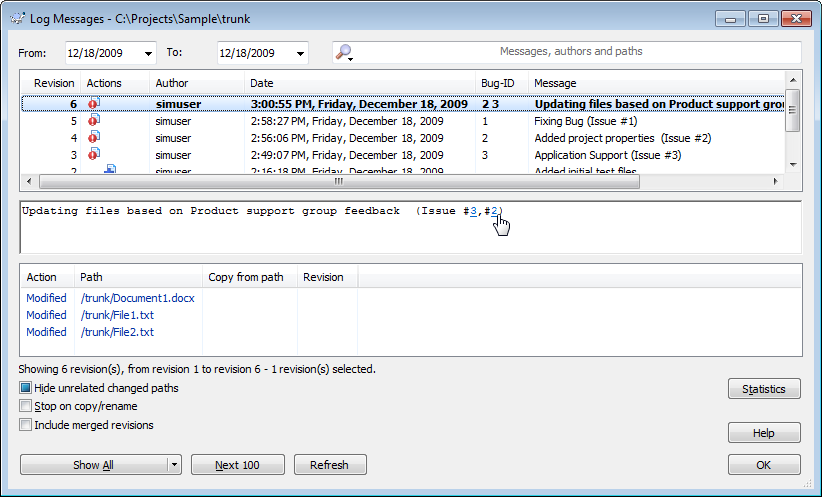 Log Messages - C:\Projects\Sample\trunk
From: 12/18/2009 To: 12/18/2009 Messages, authors and paths
Revision Actions Author Date Bug-ID Message
6 simuser 3:00:55 PM, Friday, December 18, 2009 2 3 Updating files based on Product support grou
5 simuser 2:58:27 PM, Friday, December 18, 2009 1 Fixing Bug (Issue #1)
4 simuser 2:56:06 PM, Friday, December 18, 2009 2 Added project properties (Issue #2)
3 simuser 2:49:07 PM, Friday, December 18, 2009 3 Application Support (Issue #3)
2 simuser 2:16:18 PM, Friday, December 18, 2009 Added initial test files
Updating files based on Product support group feedback (Issue #3,#2)
Action Path Copy from path Revision
Modified /trunk/Document1.docx
Modified /trunk/File1.txt
Modified /trunk/File2.txt
Showing 6 revision(s), from revision 1 to revision 6 - 1 revision(s) selected.
Hide unrelated changed paths
Statistics
Stop on copy/rename
Include merged revisions
Help
Show All Next 100 Refresh OK